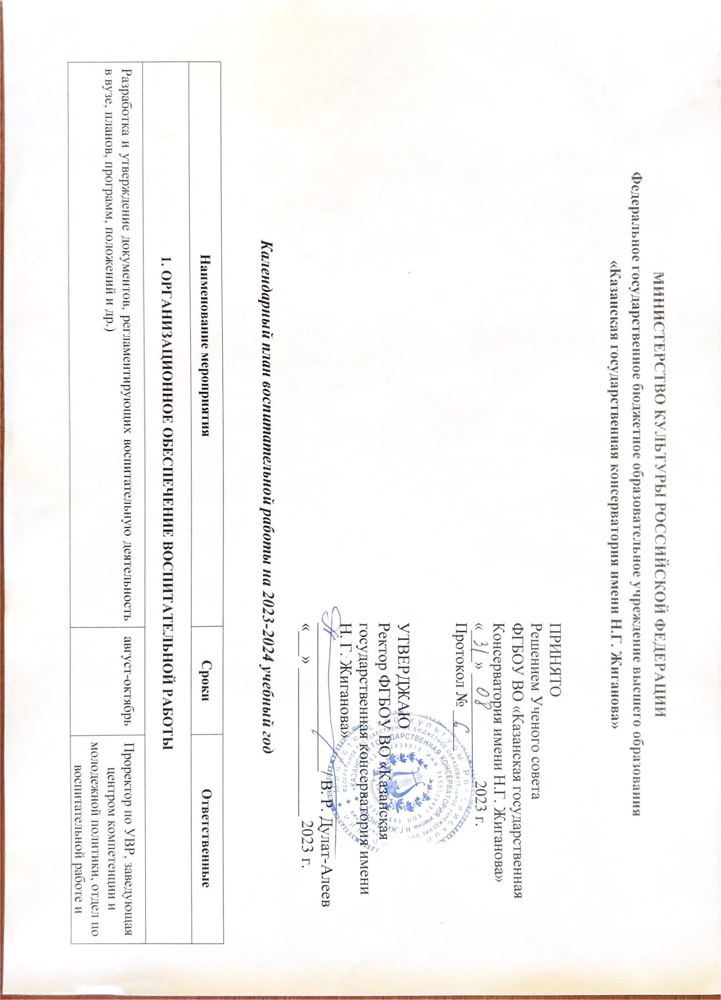 МИНИСТЕРСТВО КУЛЬТУРЫ РОССИЙСКОЙ ФЕДЕРАЦИИ
Федеральное государственное бюджетное образовательное учреждение высшего образования
«Казанская государственная консерватория имени Н.Г. Жиганова»
ПРИНЯТО
Решением Ученого совета
ФГБОУ ВО «Казанская государственная
Консерватория имени Н.Г. Жиганова»
« 31 » 08 2023 г.
Протокол № 6
УТВЕРДЖАЮ
Ректор ФГБОУ ВО «Казанская
государственная консерватория имени
Н. Г. Жиганова»
/В. Р. Дулат-Алеев
«___» 2023 г.
Календарный план воспитательной работы на 2023-2024 учебный год
Наименование мероприятия Сроки Ответственные
1. ОРГАНИЗАЦИОННОЕ ОБЕСПЕЧЕНИЕ ВОСПИТАТЕЛЬНОЙ РАБОТЫ
Разработка и утверждение документов, регламентирующих воспитательную деятельность
в вузе, планов, программ, положений и др.)
август-октябрь
Проректор по УВР, заведующая
центром компетенции и
молодежной политики, отдел по
воспитательной работе и